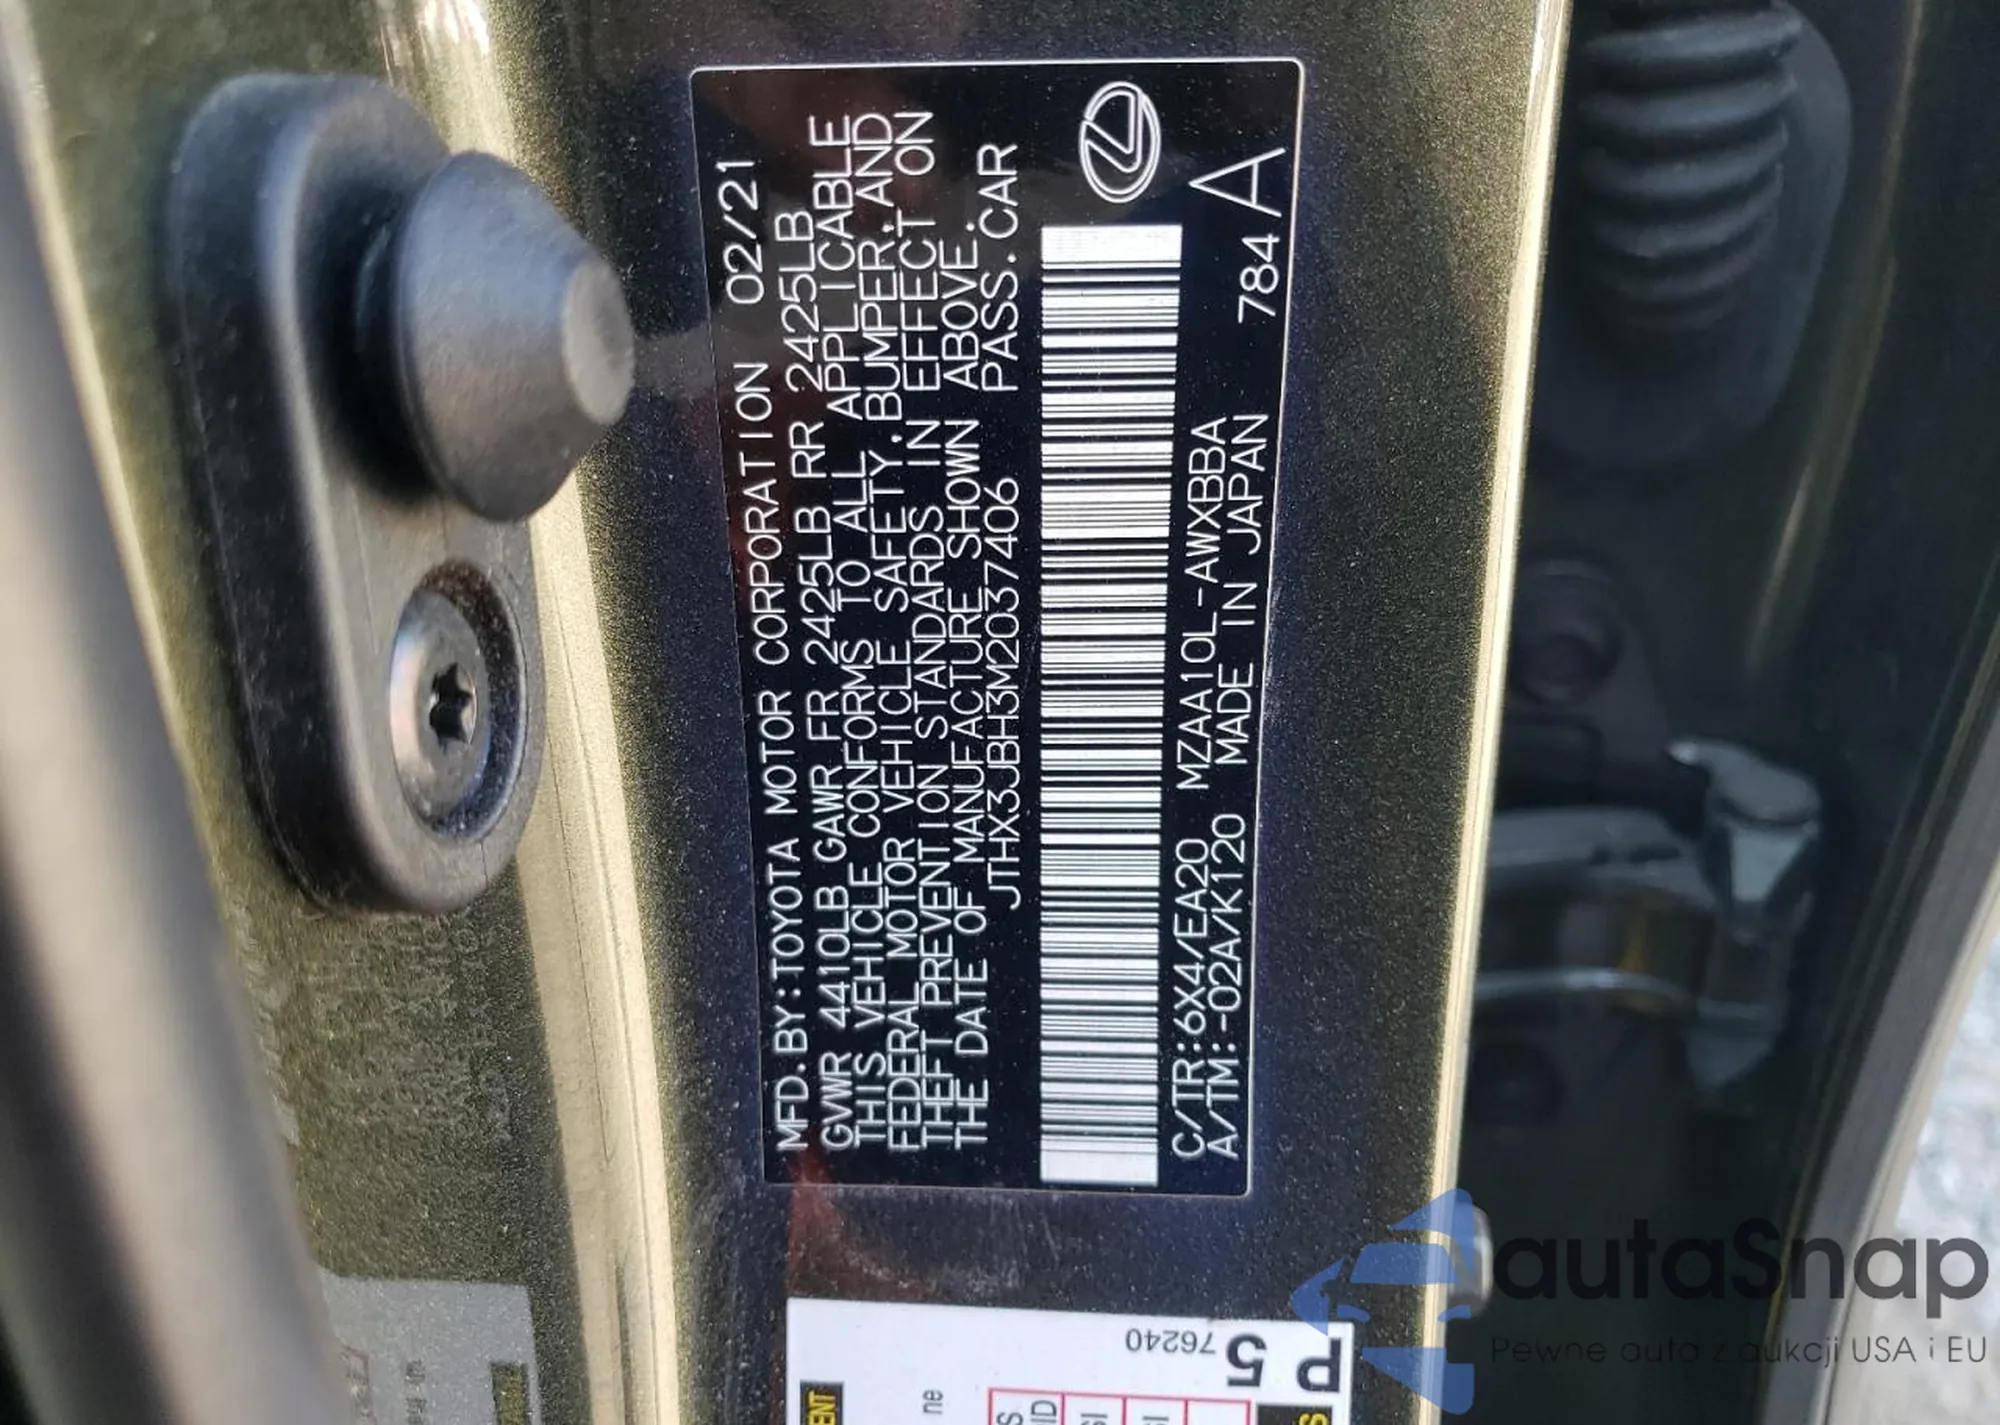 MFD.BY:TOYOTA MOTOR CORPORATION 02/21
GVWR 4410LB GAWR FR 2425LB RR 2425LB
THIS VEHICLE CONFORMS TO ALL APPLICABLE
FEDERAL MOTOR VEHICLE SAFETY,BUMPER,AND
THEFT PREVENTION STANDARDS IN EFFECT ON
THE DATE OF MANUFACTURE SHOWN ABOVE.
JTHX3JBH3M2037406 PASS.CAR
C/TR:6X4/EA20 MZAA10L-AWXBBA 784 A
A/TM:-02A/K120 MADE IN JAPAN
P 5
76240
ne
autaSnap
Pewne auta z aukcji USA i EU